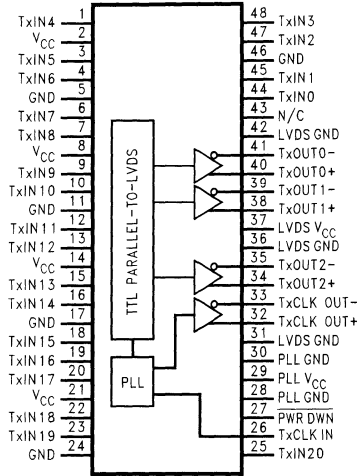 TxIN4 1
VCC 2
TxIN5 3
TxIN6 4
GND 5
TxIN7 6
TxIN8 7
VCC 8
TxIN9 9
TxIN10 10
GND 11
TxIN11 12
TxIN12 13
VCC 14
TxIN13 15
TxIN14 16
GND 17
TxIN15 18
TxIN16 19
TxIN17 20
VCC 21
TxIN18 22
TxIN19 23
GND 24
TTL PARALLEL-TO-LVDS
PLL
48 TxIN3
47 TxIN2
46 GND
45 TxIN1
44 TxIN0
43 N/C
42 LVDS GND
41 TxOUT0-
40 TxOUT0+
39 TxOUT1-
38 TxOUT1+
37 LVDS VCC
36 LVDS GND
35 TxOUT2-
34 TxOUT2+
33 TxCLK OUT-
32 TxCLK OUT+
31 LVDS GND
30 PLL GND
29 PLL VCC
28 PLL GND
27 PWR DWN
26 TxCLK IN
25 TxIN20